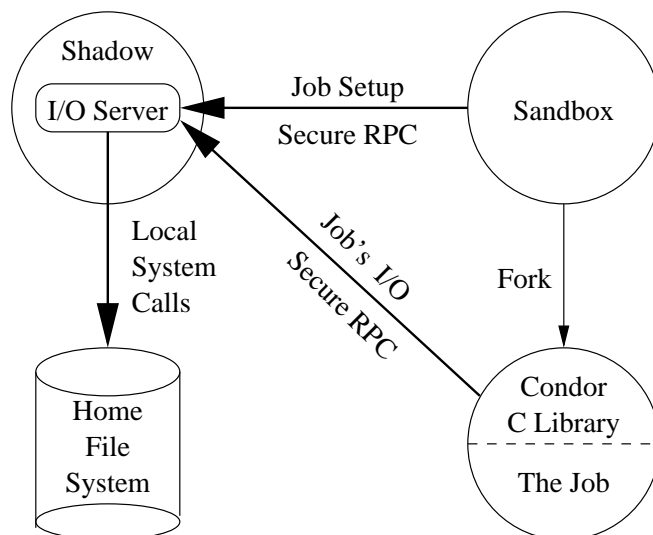 Shadow
I/O Server
Job Setup
Secure RPC
Sandbox
Local
System
Calls
Job's I/O
Secure RPC
Fork
Home
File
System
Condor
C Library
The Job